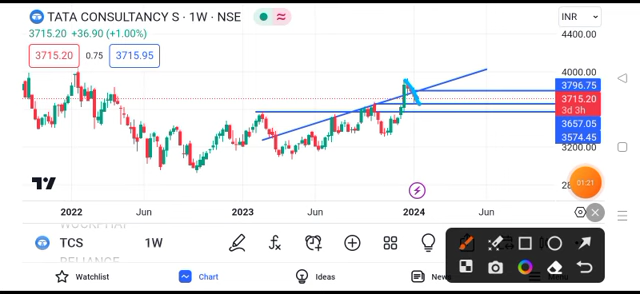 TATA CONSULTANCY S · 1W · NSE
INR
3715.20 +36.90 (+1.00%)
4400.00
3715.20 0.75 3715.95
4000.00
3796.75
3715.20
3d 3h
3657.05
3574.45
3200.00
01:21
2022 Jun 2023 Jun 2024 Jun
TCS 1W
RELIANCE
Watchlist Chart Ideas News